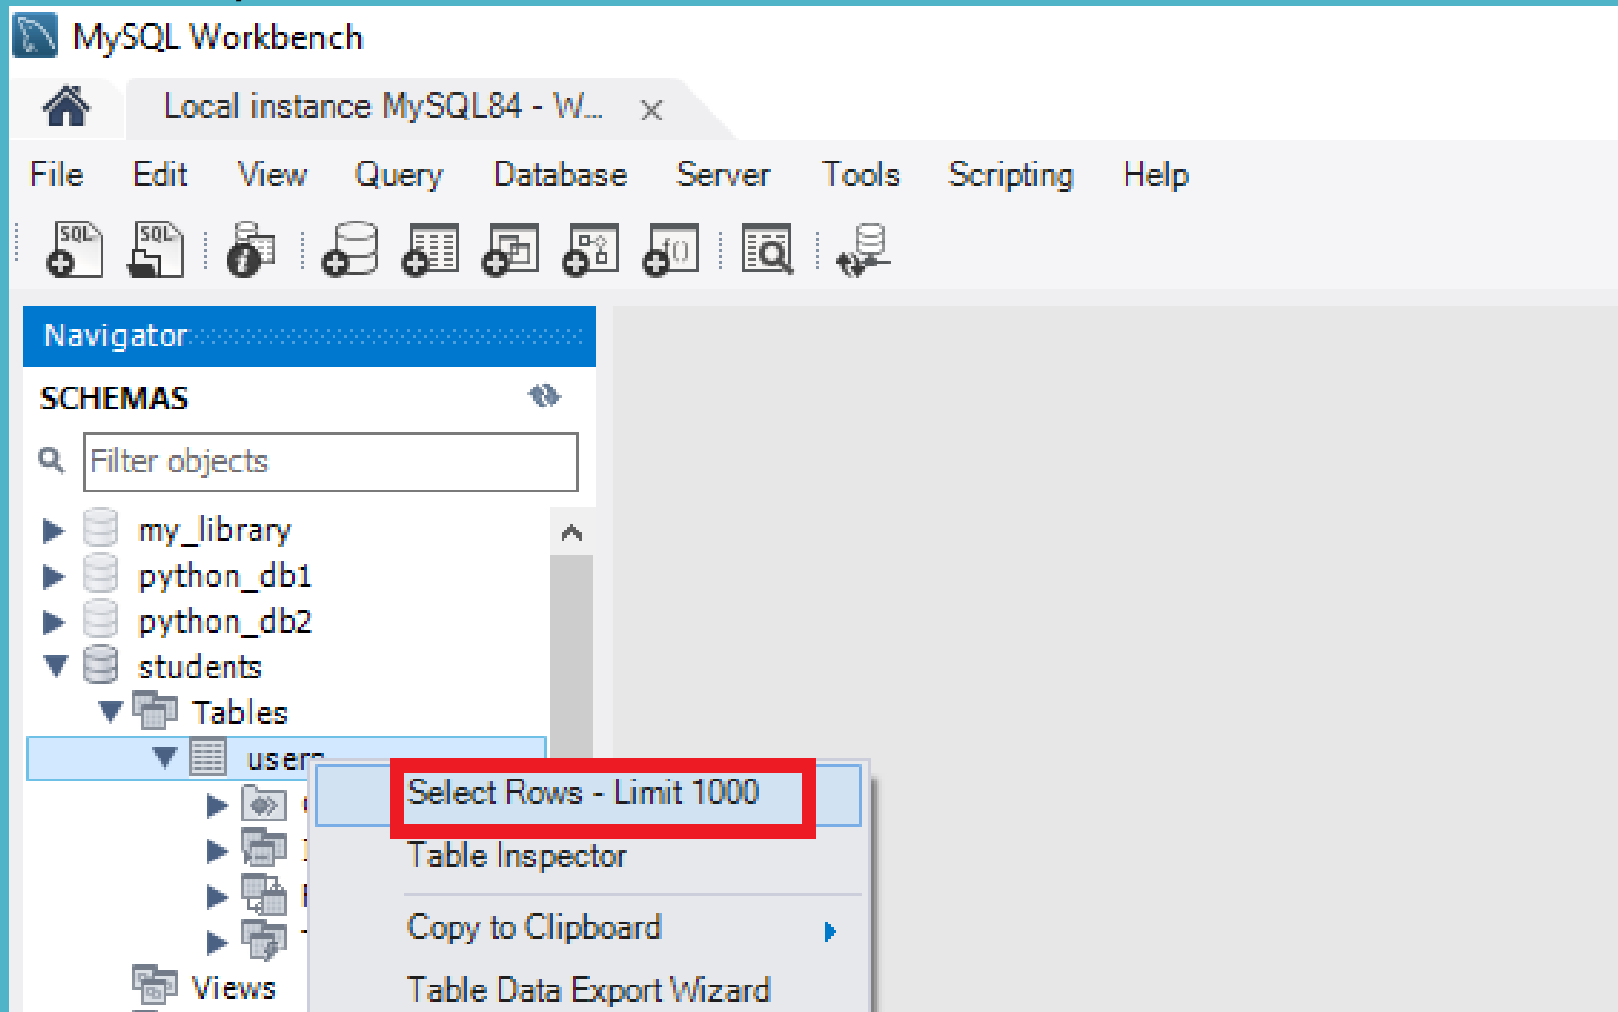 MySQL Workbench
Local instance MySQL84 - W...
File Edit View Query Database Server Tools Scripting Help
SQL SQL f()
Navigator
SCHEMAS
Filter objects
my_library
python_db1
python_db2
students
Tables
Select Rows - Limit 1000
Table Inspector
Copy to Clipboard
Views
Table Data Export Wizard